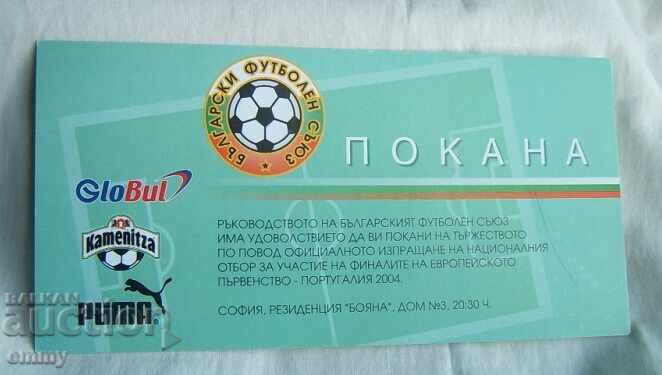 БЪЛГАРСКИ ФУТБОЛЕН СЪЮЗ
ПОКАНА
GloBul
Kamenitza
PUMA
РЪКОВОДСТВОТО НА БЪЛГАРСКИЯТ ФУТБОЛЕН СЪЮЗ
ИМА УДОВОЛСТВИЕТО ДА ВИ ПОКАНИ НА ТЪРЖЕСТВОТО
ПО ПОВОД ОФИЦИАЛНОТО ИЗПРАЩАНЕ НА НАЦИОНАЛНИЯ
ОТБОР ЗА УЧАСТИЕ НА ФИНАЛИТЕ НА ЕВРОПЕЙСКОТО
ПЪРВЕНСТВО - ПОРТУГАЛИЯ 2004.
СОФИЯ, РЕЗИДЕНЦИЯ "БОЯНА", ДОМ №3, 20:30 Ч.
БАЛКАН
auction
emmy